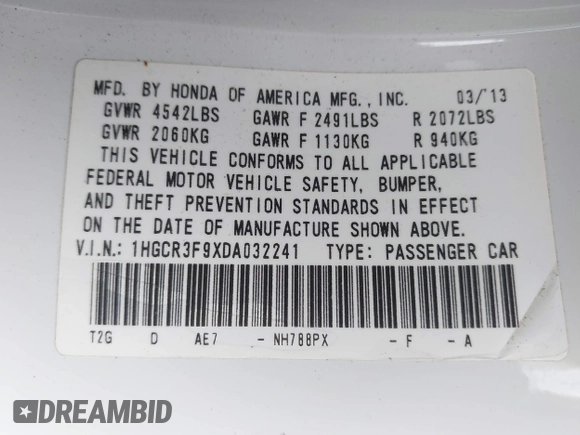 MFD. BY HONDA OF AMERICA MFG., INC. 03/'13
GVWR 4542LBS GAWR F 2491LBS R 2072LBS
GVWR 2060KG GAWR F 1130KG R 940KG
THIS VEHICLE CONFORMS TO ALL APPLICABLE
FEDERAL MOTOR VEHICLE SAFETY, BUMPER,
AND THEFT PREVENTION STANDARDS IN EFFECT
ON THE DATE OF MANUFACTURE SHOWN ABOVE.
V.I.N.: 1HGCR3F9XDA032241 TYPE: PASSENGER CAR
T2G D AE7 - NH788PX - F - A
DREAMBID